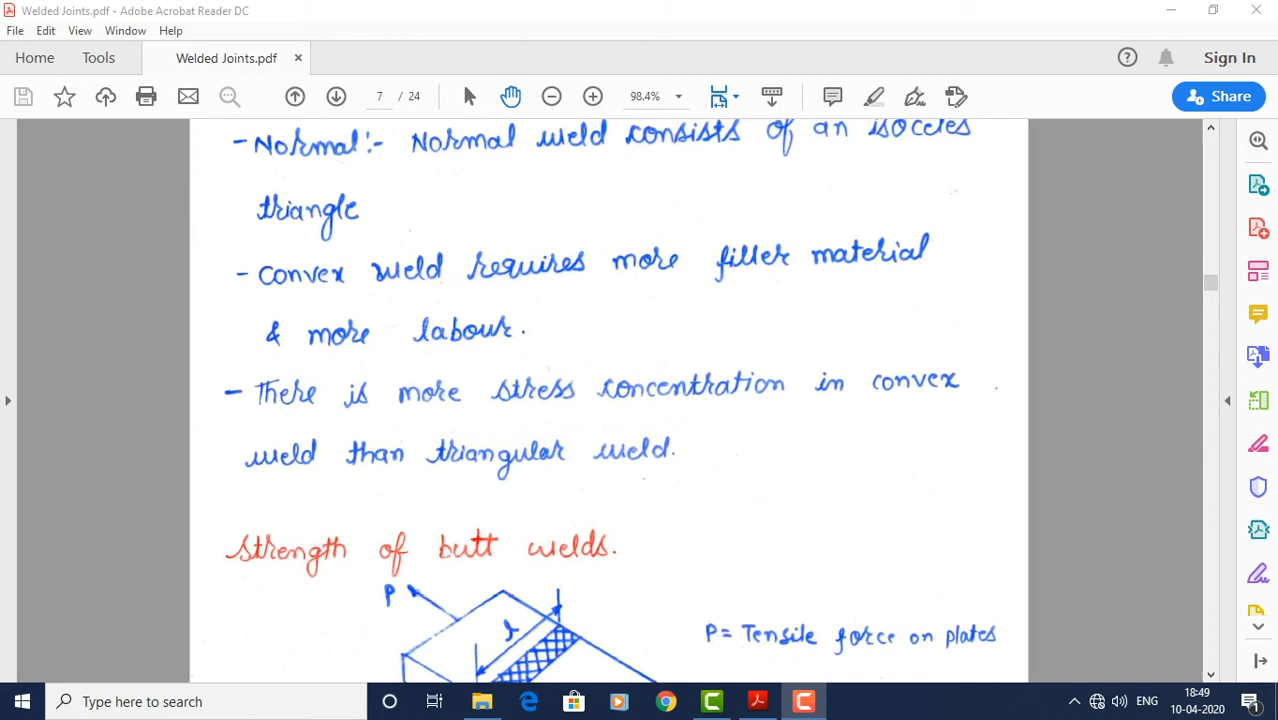 Welded Joints.pdf - Adobe Acrobat Reader DC
File Edit View Window Help
Home Tools Welded Joints.pdf Sign In
7 / 24 98.4% Share
- Normal:- Normal weld consists of an isoceles
triangle
- Convex weld requires more filler material
& more labour.
- There is more stress concentration in convex
weld than triangular weld.
Strength of butt welds.
P
l
P = Tensile force on plates
Type here to search
ENG
18:49
10-04-2020
1